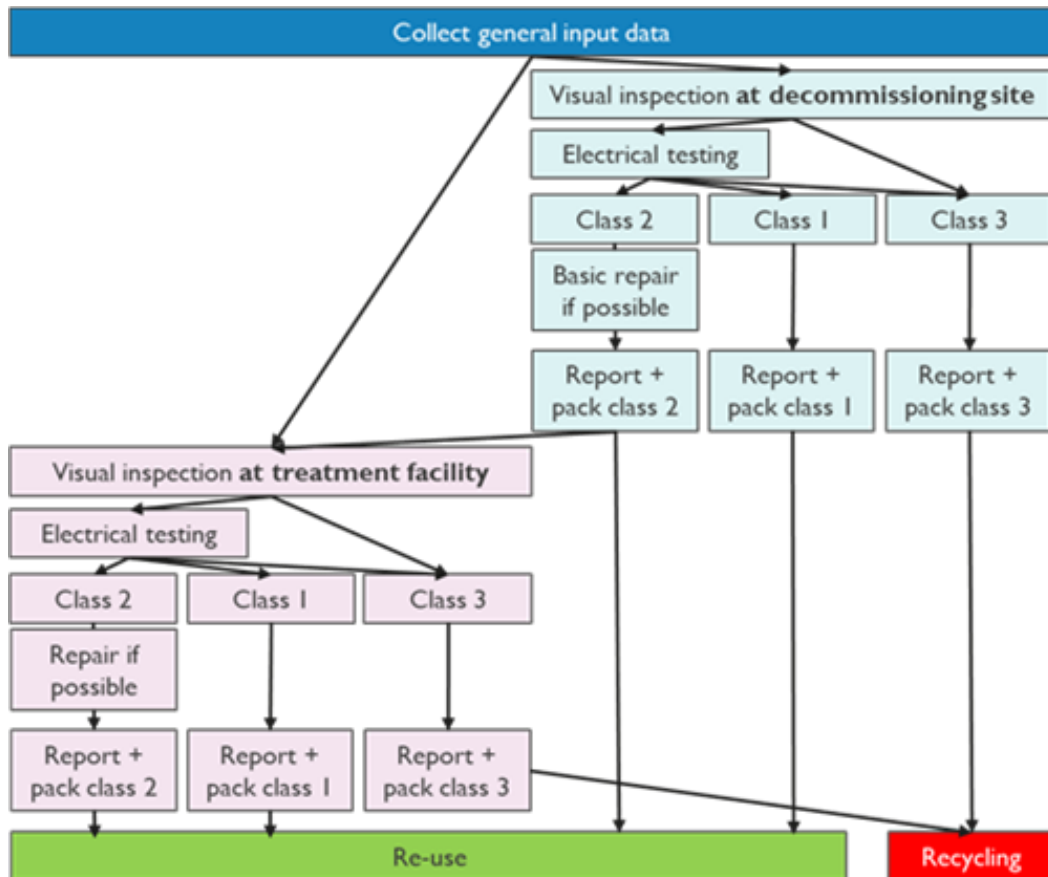 Collect general input data
Visual inspection at decommissioning site
Electrical testing
Class 2
Class 1
Class 3
Basic repair
if possible
Report +
pack class 2
Report +
pack class 1
Report +
pack class 3
Visual inspection at treatment facility
Electrical testing
Class 2
Class 1
Class 3
Repair if
possible
Report +
pack class 2
Report +
pack class 1
Report +
pack class 3
Re-use
Recycling